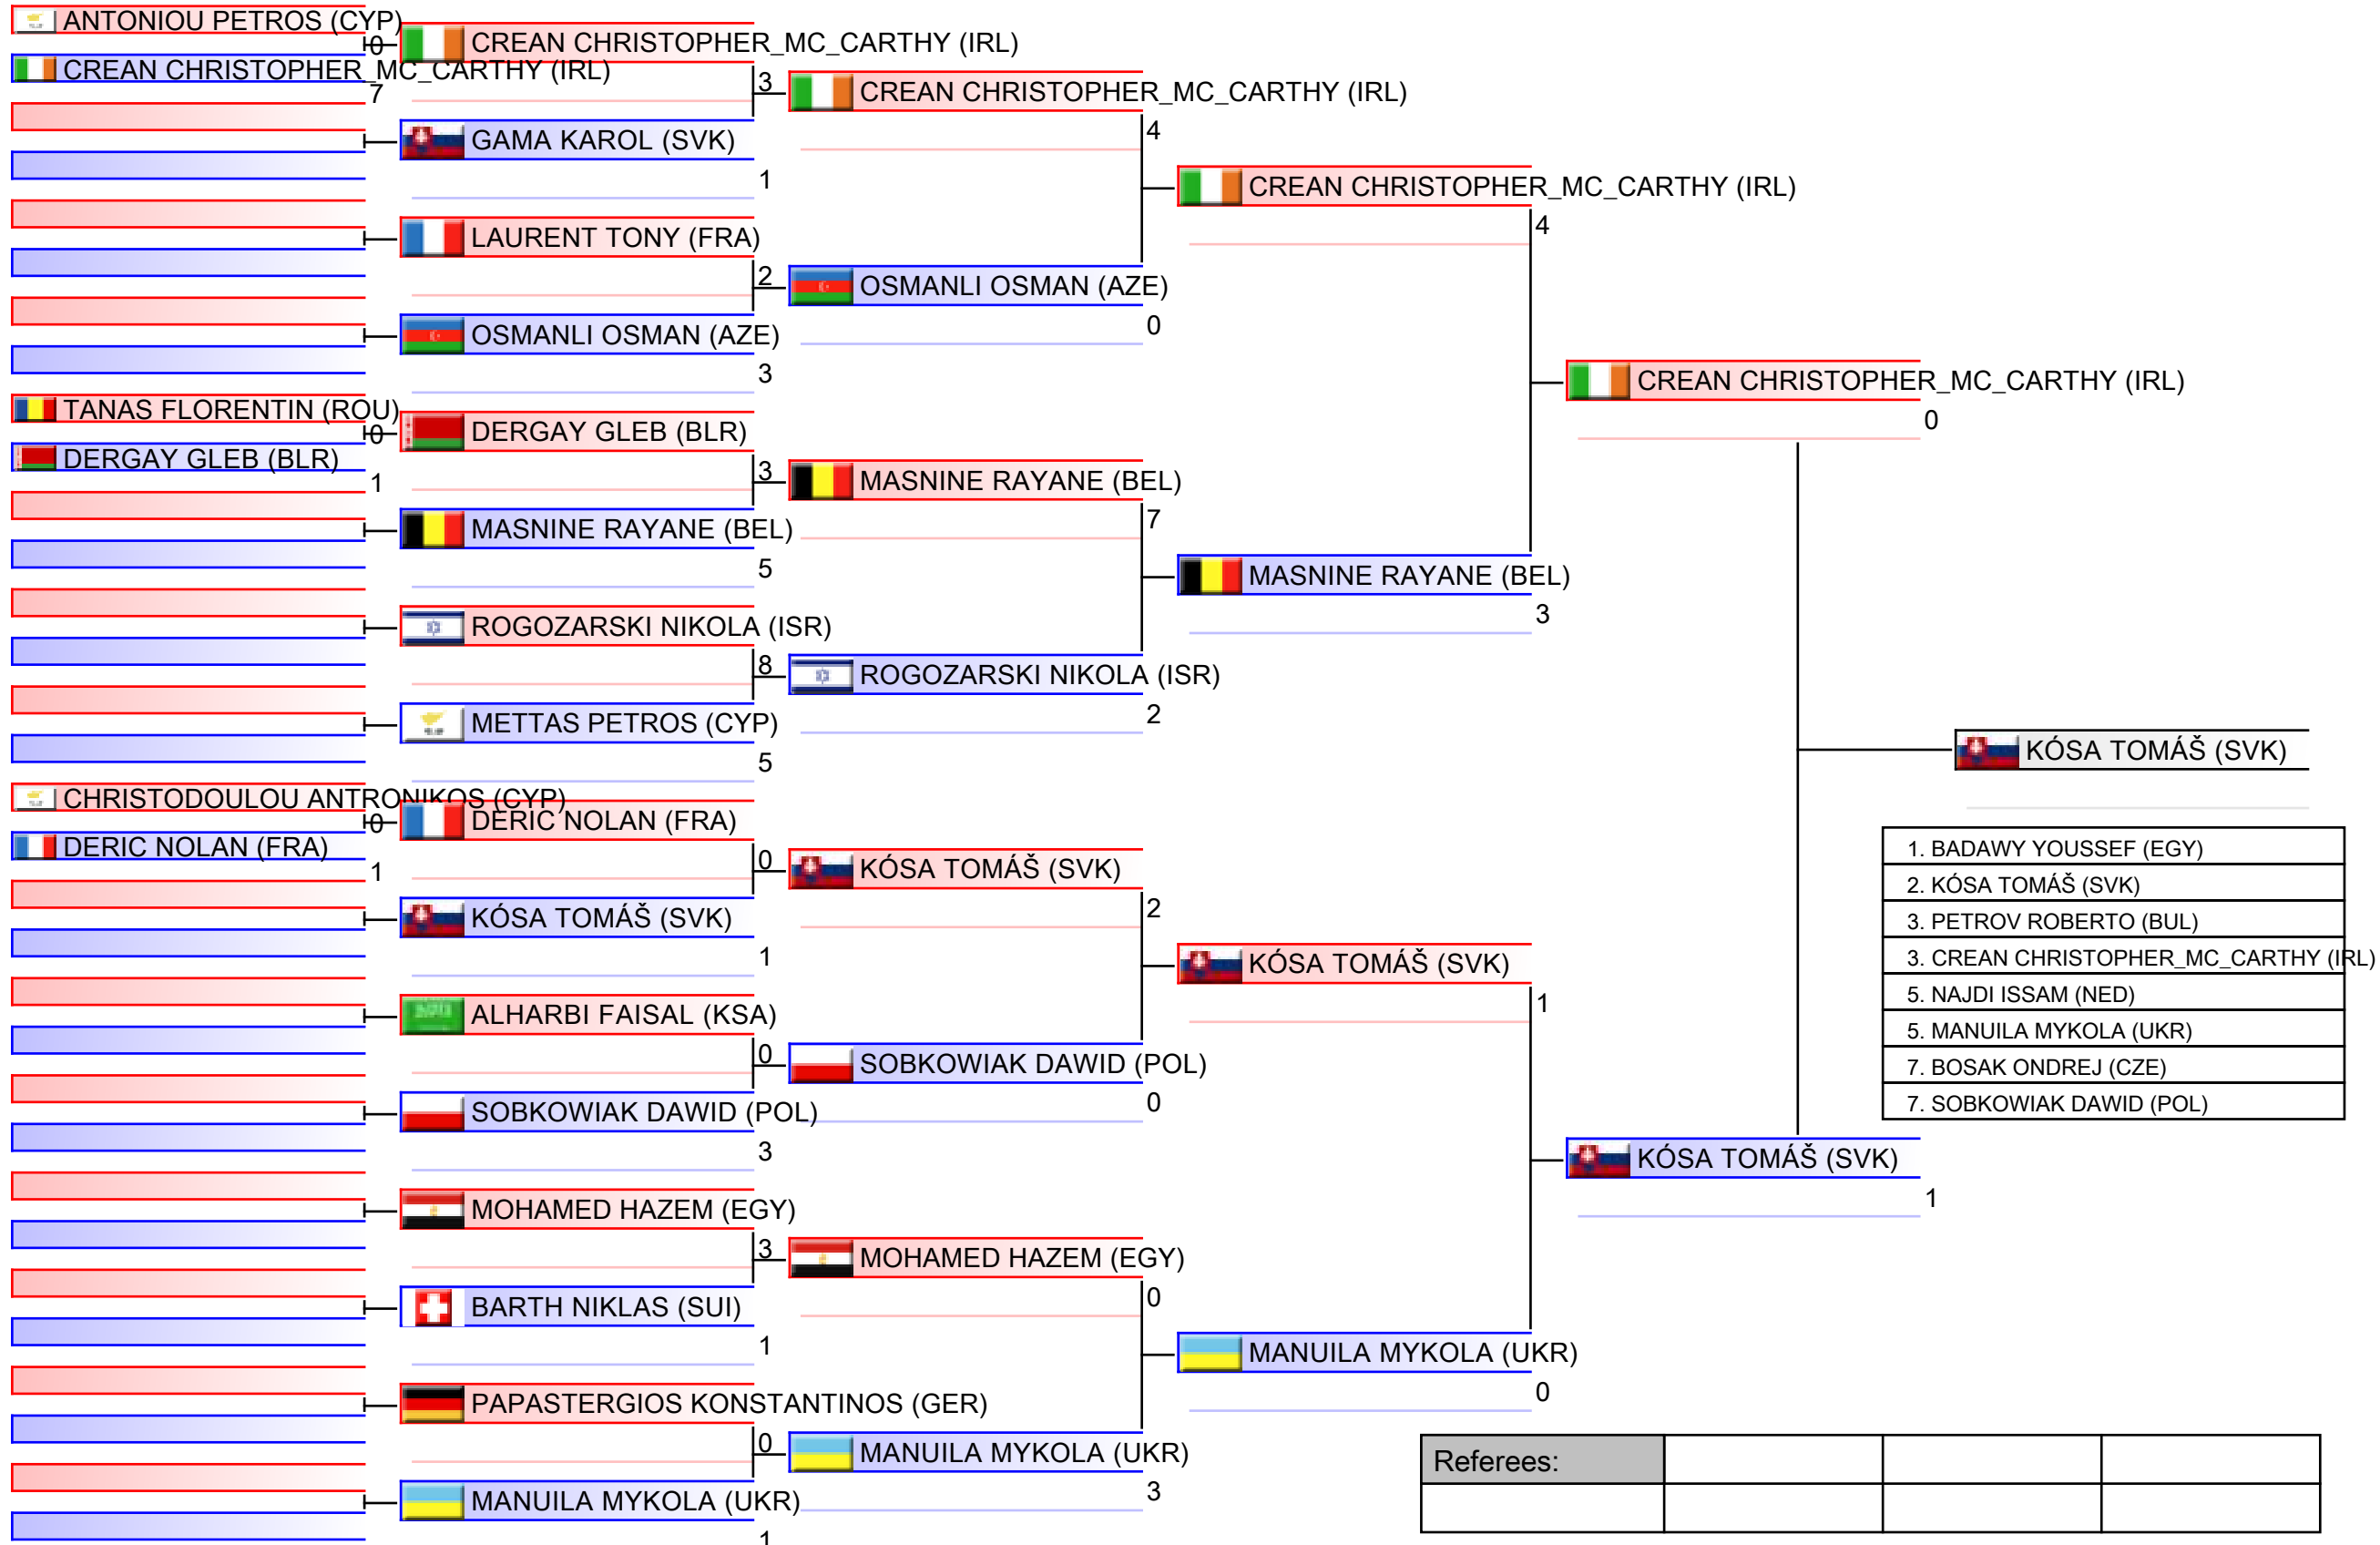 ANTONIOU PETROS (CYP)
0
CREAN CHRISTOPHER_MC_CARTHY (IRL)
7
TANAS FLORENTIN (ROU)
0
DERGAY GLEB (BLR)
1
CHRISTODOULOU ANTRONIKOS (CYP)
0
DERIC NOLAN (FRA)
1
CREAN CHRISTOPHER_MC_CARTHY (IRL)
3
GAMA KAROL (SVK)
1
LAURENT TONY (FRA)
2
OSMANLI OSMAN (AZE)
3
DERGAY GLEB (BLR)
3
MASNINE RAYANE (BEL)
5
ROGOZARSKI NIKOLA (ISR)
8
METTAS PETROS (CYP)
5
DERIC NOLAN (FRA)
0
KÓSA TOMÁŠ (SVK)
1
ALHARBI FAISAL (KSA)
0
SOBKOWIAK DAWID (POL)
3
MOHAMED HAZEM (EGY)
3
BARTH NIKLAS (SUI)
1
PAPASTERGIOS KONSTANTINOS (GER)
0
MANUILA MYKOLA (UKR)
1
CREAN CHRISTOPHER_MC_CARTHY (IRL)
4
OSMANLI OSMAN (AZE)
0
MASNINE RAYANE (BEL)
7
ROGOZARSKI NIKOLA (ISR)
2
KÓSA TOMÁŠ (SVK)
2
SOBKOWIAK DAWID (POL)
0
MOHAMED HAZEM (EGY)
0
MANUILA MYKOLA (UKR)
3
CREAN CHRISTOPHER_MC_CARTHY (IRL)
4
MASNINE RAYANE (BEL)
3
KÓSA TOMÁŠ (SVK)
1
MANUILA MYKOLA (UKR)
0
CREAN CHRISTOPHER_MC_CARTHY (IRL)
0
KÓSA TOMÁŠ (SVK)
1
KÓSA TOMÁŠ (SVK)
1. BADAWY YOUSSEF (EGY)
2. KÓSA TOMÁŠ (SVK)
3. PETROV ROBERTO (BUL)
3. CREAN CHRISTOPHER_MC_CARTHY (IRL)
5. NAJDI ISSAM (NED)
5. MANUILA MYKOLA (UKR)
7. BOSAK ONDREJ (CZE)
7. SOBKOWIAK DAWID (POL)
Referees: